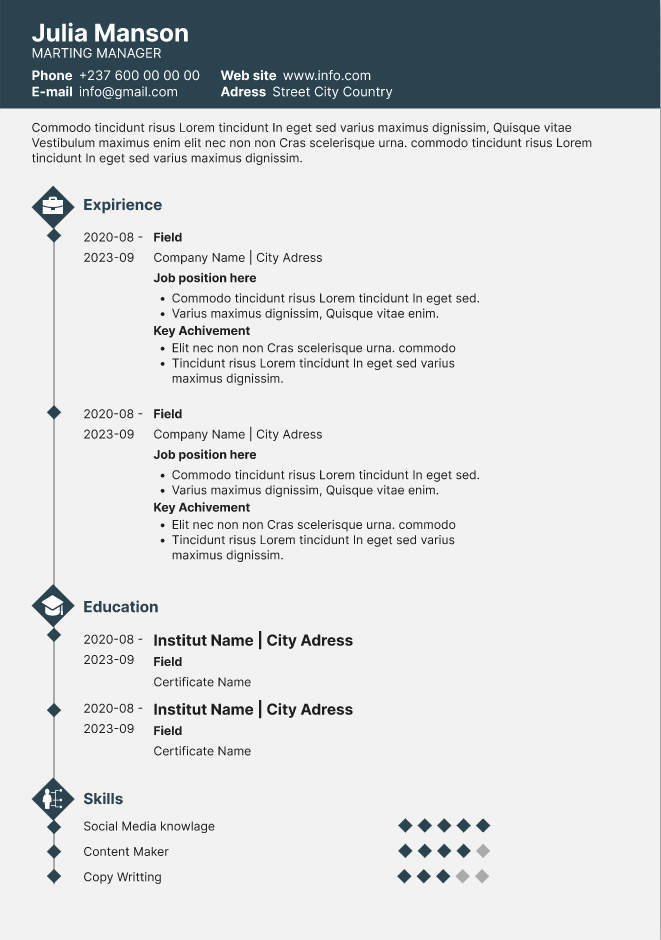 Julia Manson
MARTING MANAGER
Phone +237 600 00 00 00 Web site www.info.com
E-mail info@gmail.com Adress Street City Country
Commodo tincidunt risus Lorem tincidunt In eget sed varius maximus dignissim, Quisque vitae
Vestibulum maximus enim elit nec non non Cras scelerisque urna. commodo tincidunt risus Lorem
tincidunt In eget sed varius maximus dignissim.
Expirience
2020-08 - Field
2023-09 Company Name | City Adress
Job position here
• Commodo tincidunt risus Lorem tincidunt In eget sed.
• Varius maximus dignissim, Quisque vitae enim.
Key Achivement
• Elit nec non non Cras scelerisque urna. commodo
• Tincidunt risus Lorem tincidunt In eget sed varius
maximus dignissim.
2020-08 - Field
2023-09 Company Name | City Adress
Job position here
• Commodo tincidunt risus Lorem tincidunt In eget sed.
• Varius maximus dignissim, Quisque vitae enim.
Key Achivement
• Elit nec non non Cras scelerisque urna. commodo
• Tincidunt risus Lorem tincidunt In eget sed varius
maximus dignissim.
Education
2020-08 - Institut Name | City Adress
2023-09 Field
Certificate Name
2020-08 - Institut Name | City Adress
2023-09 Field
Certificate Name
Skills
Social Media knowlage
Content Maker
Copy Writting